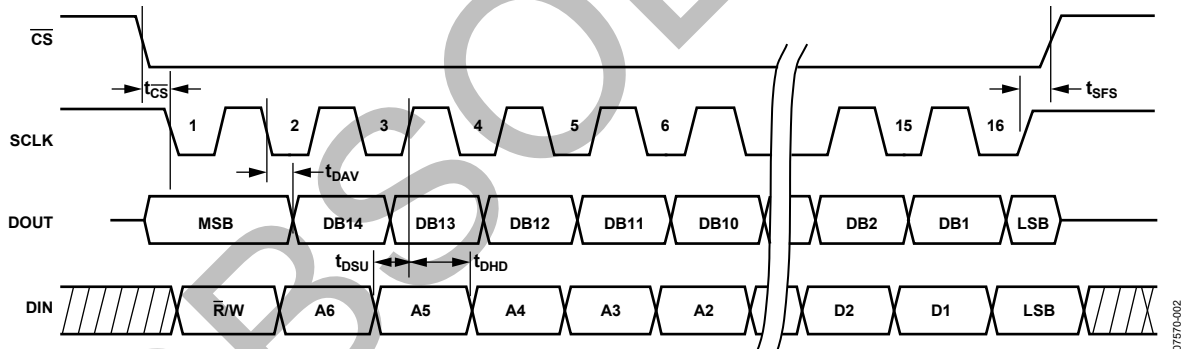 OBSOLE
CS
tCS
tSFS
SCLK
1 2 3 4 5 6 15 16
tDAV
DOUT
MSB DB14 DB13 DB12 DB11 DB10 DB2 DB1 LSB
tDSU tDHD
DIN
R/W A6 A5 A4 A3 A2 D2 D1 LSB
07570-002